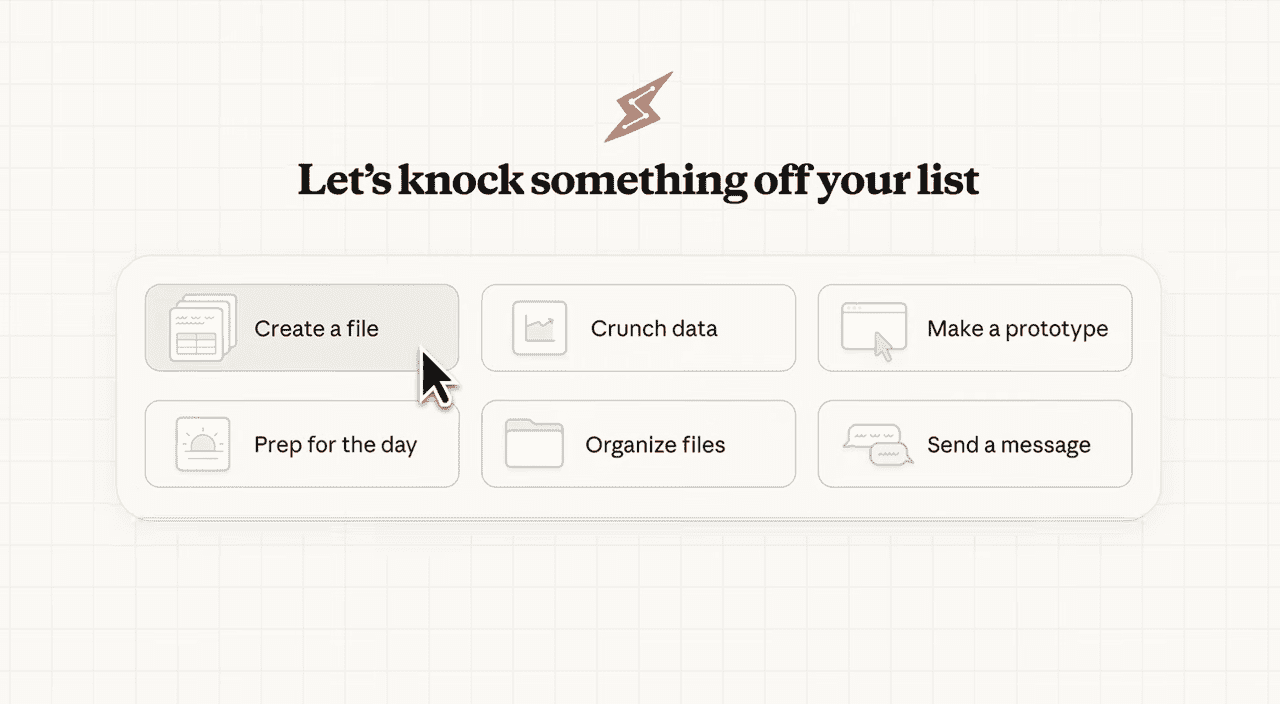 Let’s knock something off your list
Create a file
Crunch data
Make a prototype
Prep for the day
Organize files
Send a message